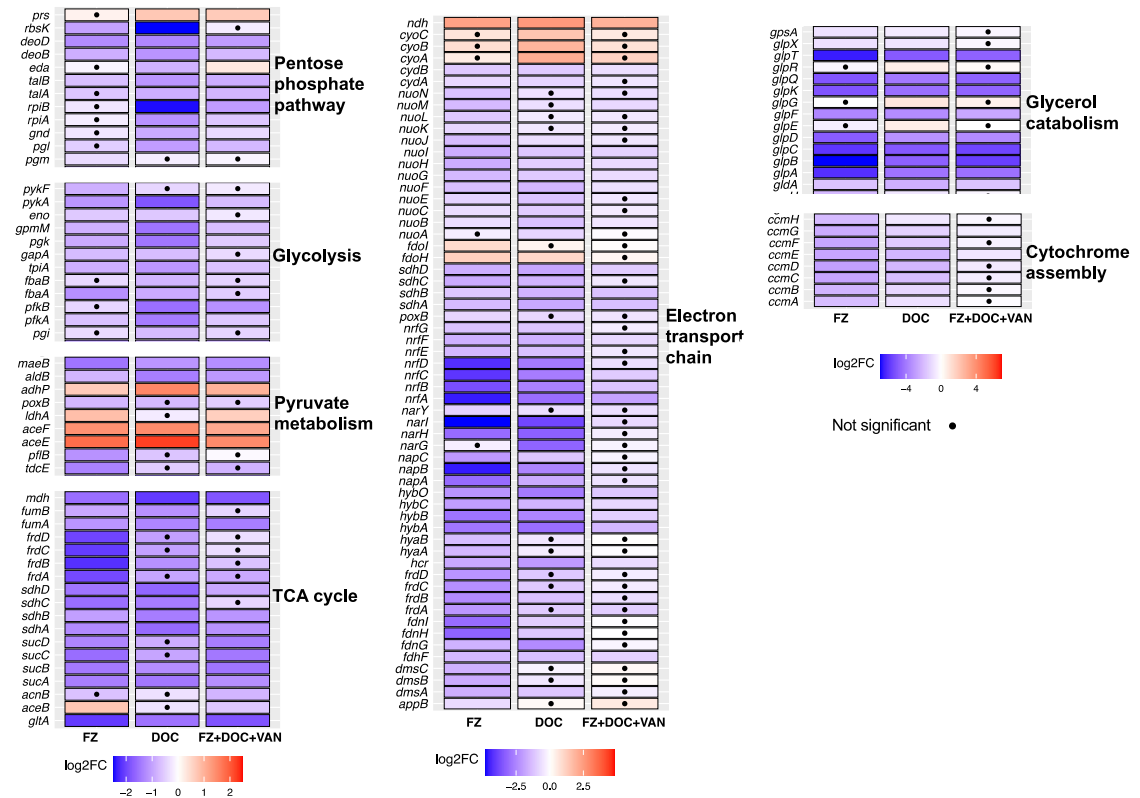 prs
rbsK
deoD
deoB
eda
talB
talA
rpiB
rpiA
gnd
pgl
pgm
Pentose
phosphate
pathway
pykF
pykA
eno
gpmM
pgk
gapA
tpiA
fbaB
fbaA
pfkB
pfkA
pgi
Glycolysis
maeB
aldB
adhP
poxB
ldhA
aceF
aceE
pflB
tdcE
Pyruvate
metabolism
mdh
fumB
fumA
frdD
frdC
frdB
frdA
sdhD
sdhC
sdhB
sdhA
sucD
sucC
sucB
sucA
acnB
aceB
gltA
TCA cycle
FZ DOC FZ+DOC+VAN
log2FC
−2 −1 0 1 2
ndh
cyoC
cyoB
cyoA
cydB
cydA
nuoN
nuoM
nuoL
nuoK
nuoJ
nuoI
nuoH
nuoG
nuoF
nuoE
nuoC
nuoB
nuoA
fdoI
fdoH
sdhD
sdhC
sdhB
sdhA
poxB
nrfG
nrfF
nrfE
nrfD
nrfC
nrfB
nrfA
narY
narI
narH
narG
napC
napB
napA
hybO
hybC
hybB
hybA
hyaB
hyaA
hcr
frdD
frdC
frdB
frdA
fdnI
fdnH
fdnG
fdhF
dmsC
dmsB
dmsA
appB
Electron
transport
chain
FZ DOC FZ+DOC+VAN
log2FC
−2.5 0.0 2.5
gpsA
glpX
glpT
glpR
glpQ
glpK
glpG
glpF
glpE
glpD
glpC
glpB
glpA
gldA
Glycerol
catabolism
ccmH
ccmG
ccmF
ccmE
ccmD
ccmC
ccmB
ccmA
Cytochrome
assembly
FZ DOC FZ+DOC+VAN
log2FC
−4 0 4
Not significant